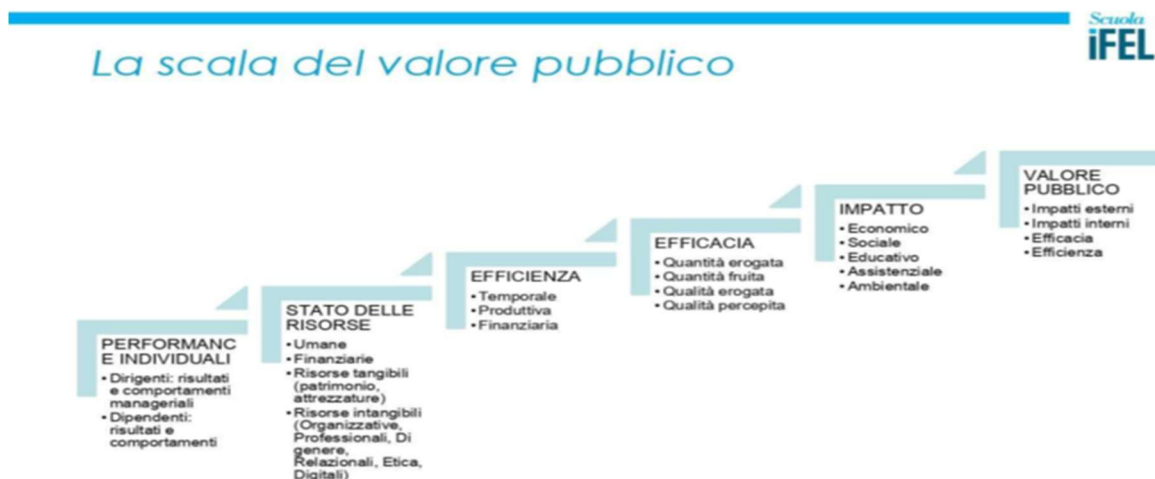 Scuola
iFEL
La scala del valore pubblico
PERFORMANC
E INDIVIDUALI
• Dirigenti: risultati
e comportamenti
manageriali
• Dipendenti:
risultati e
comportamenti
STATO DELLE
RISORSE
• Umane
• Finanziarie
• Risorse tangibili
(patrimonio,
attrezzature)
• Risorse intangibili
(Organizzative,
Professionali, Di
genere,
Relazionali, Etica,
Digitali)
EFFICIENZA
• Temporale
• Produttiva
• Finanziaria
EFFICACIA
• Quantità erogata
• Quantità fruita
• Qualità erogata
• Qualità percepita
IMPATTO
• Economico
• Sociale
• Educativo
• Assistenziale
• Ambientale
VALORE
PUBBLICO
• Impatti esterni
• Impatti interni
• Efficacia
• Efficienza